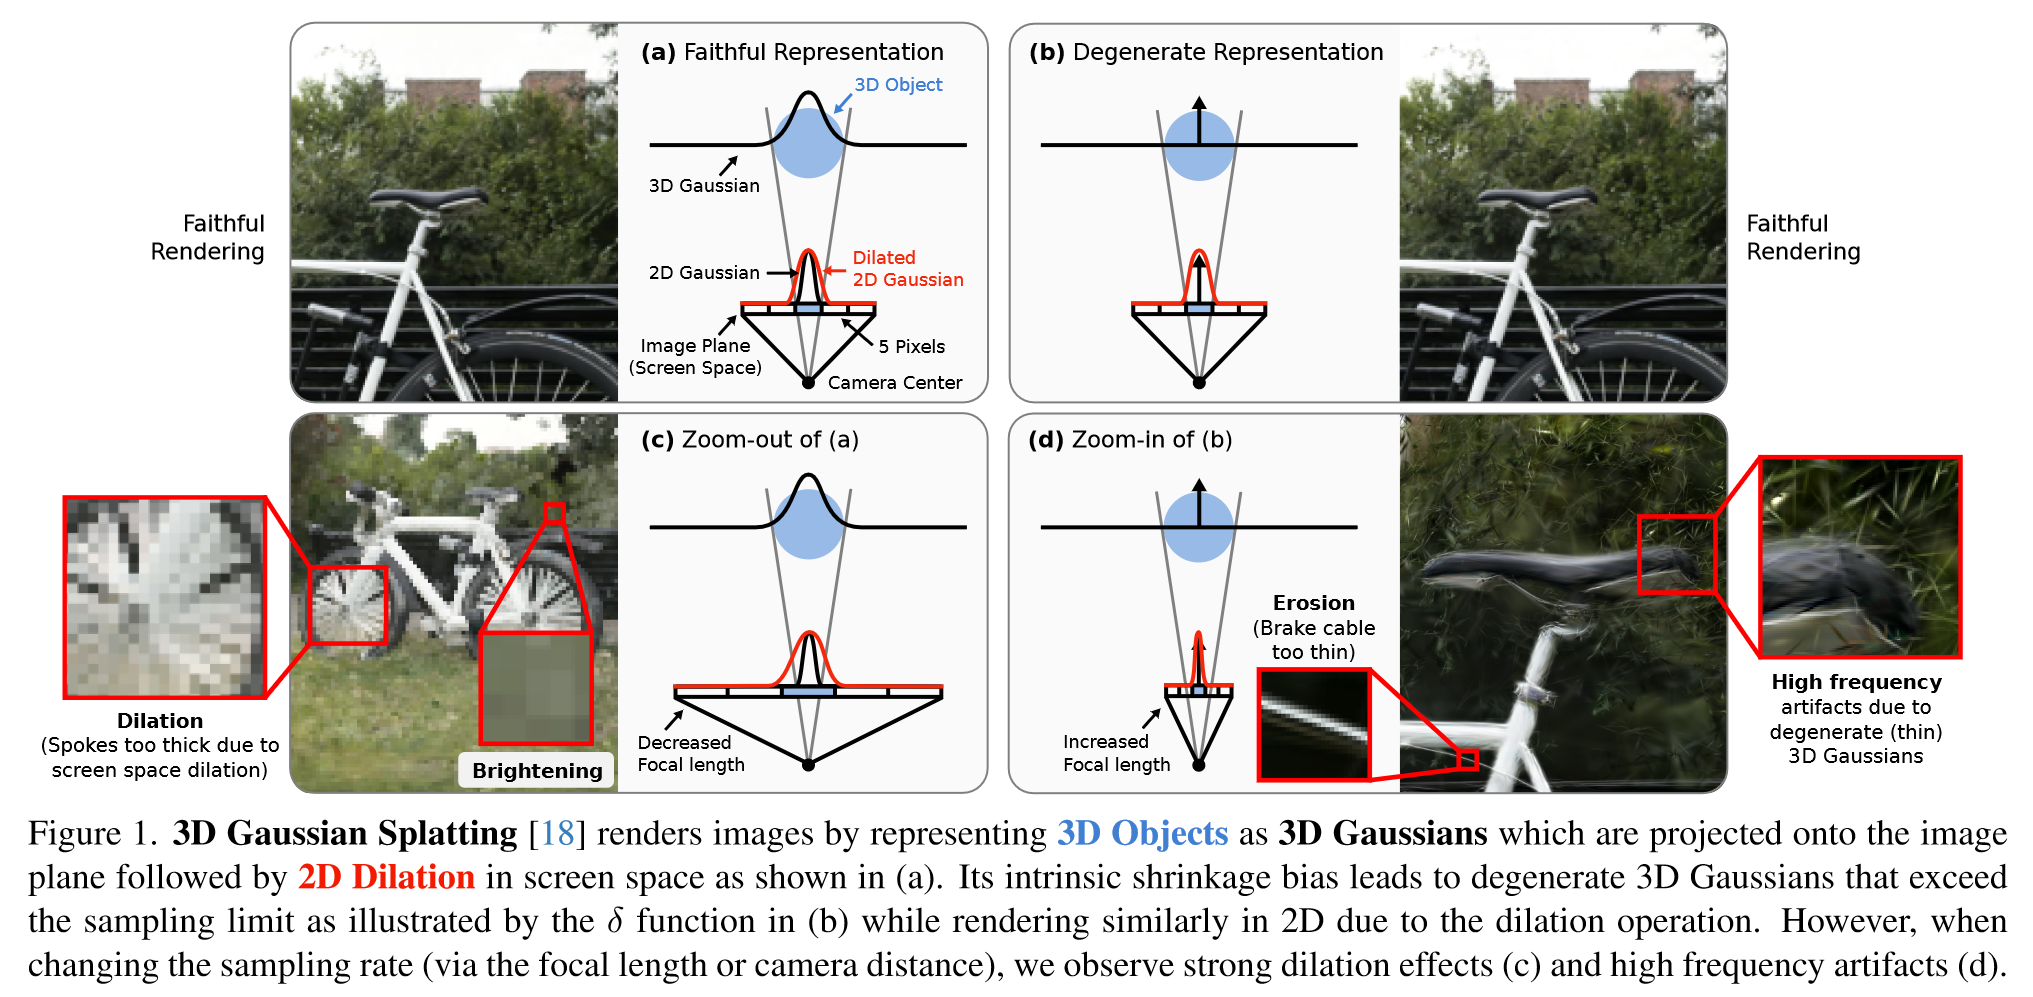 (a) Faithful Representation
3D Object
3D Gaussian
2D Gaussian
Dilated
2D Gaussian
Image Plane
(Screen Space)
5 Pixels
Camera Center
Faithful
Rendering
(b) Degenerate Representation
Faithful
Rendering
(c) Zoom-out of (a)
Decreased
Focal length
Dilation
(Spokes too thick due to
screen space dilation)
Brightening
(d) Zoom-in of (b)
Erosion
(Brake cable
too thin)
Increased
Focal length
High frequency
artifacts due to
degenerate (thin)
3D Gaussians
Figure 1. 3D Gaussian Splatting [18] renders images by representing 3D Objects as 3D Gaussians which are projected onto the image
plane followed by 2D Dilation in screen space as shown in (a). Its intrinsic shrinkage bias leads to degenerate 3D Gaussians that exceed
the sampling limit as illustrated by the δ function in (b) while rendering similarly in 2D due to the dilation operation. However, when
changing the sampling rate (via the focal length or camera distance), we observe strong dilation effects (c) and high frequency artifacts (d).